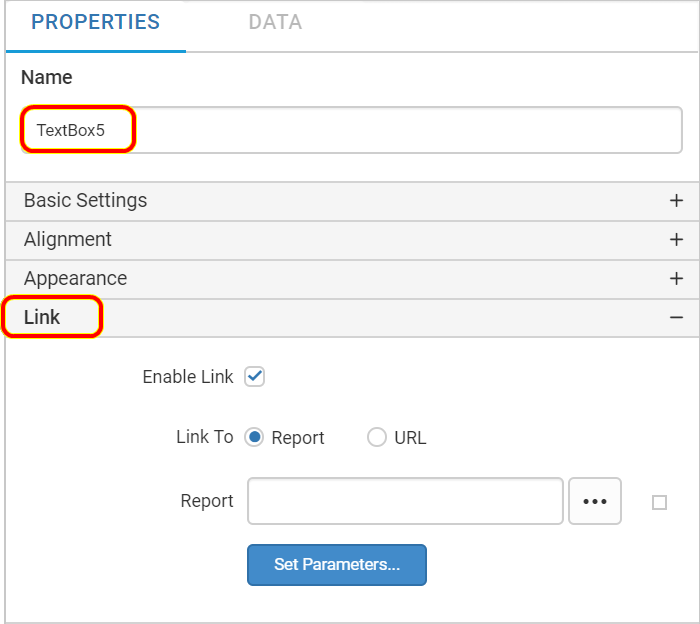 PROPERTIES DATA
Name
TextBox5
Basic Settings +
Alignment +
Appearance +
Link −
Enable Link
Link To Report URL
Report •••
Set Parameters...